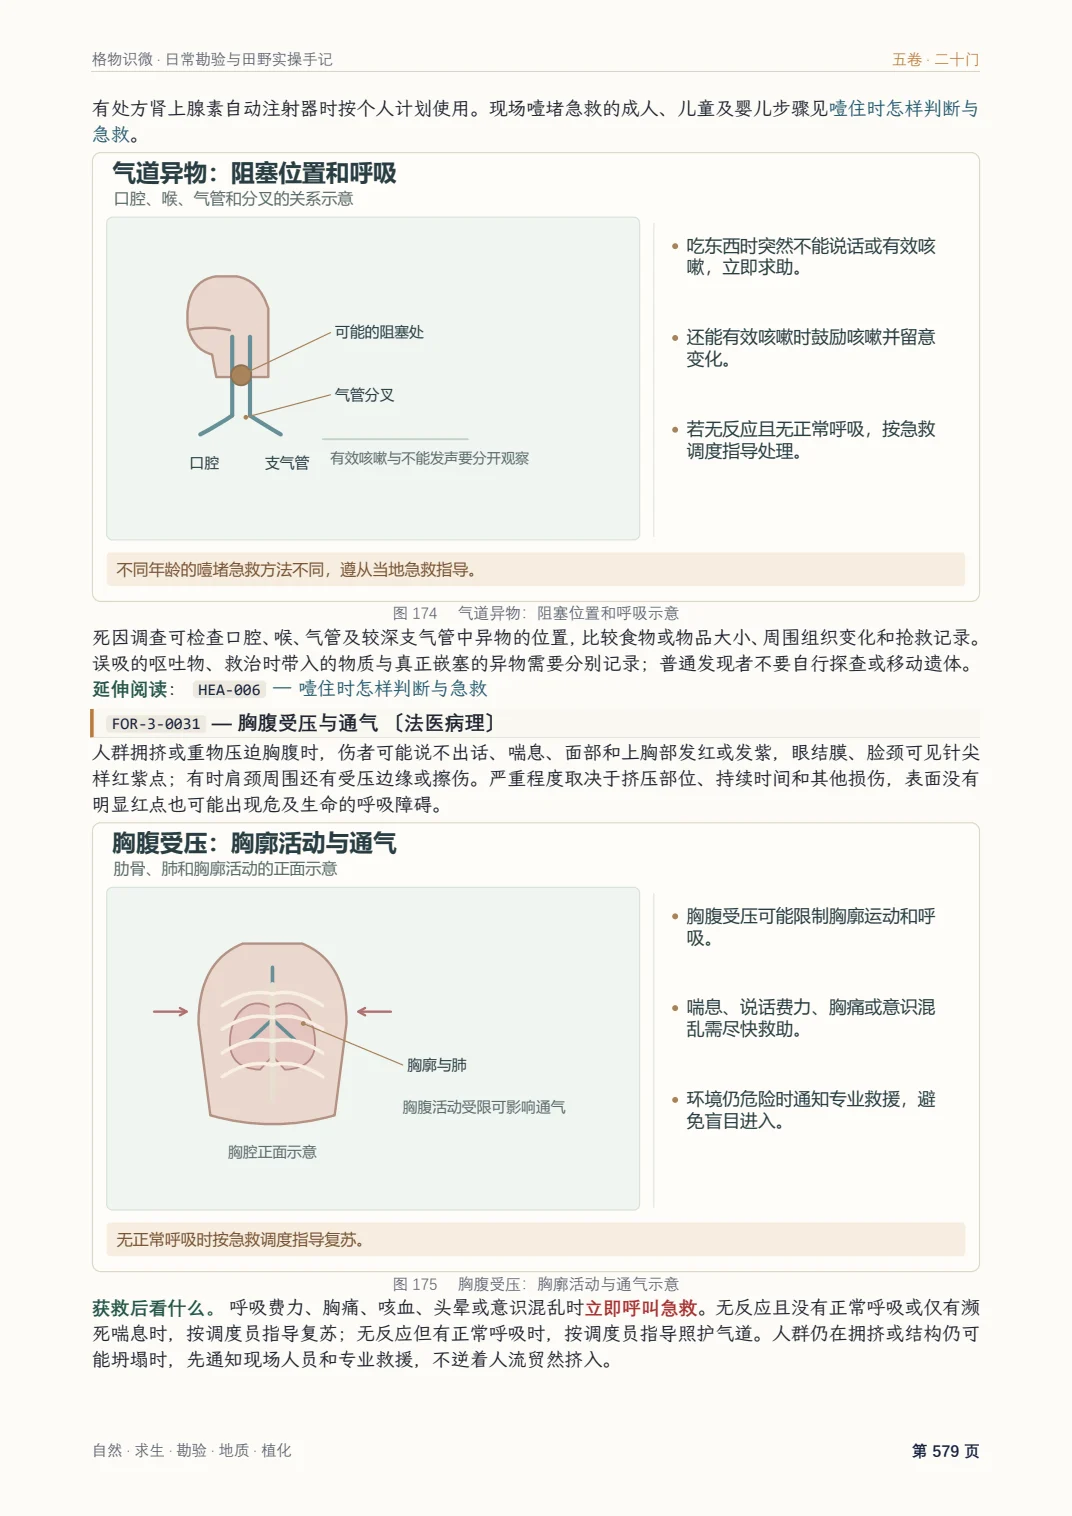 格物识微 · 日常勘验与田野实操手记
五卷 · 二十门
有处方肾上腺素自动注射器时按个人计划使用。现场噎堵急救的成人、儿童及婴儿步骤见噎住时怎样判断与
急救。
气道异物：阻塞位置和呼吸
口腔、喉、气管和分叉的关系示意
可能的阻塞处
气管分叉
口腔
支气管
有效咳嗽与不能发声要分开观察
• 吃东西时突然不能说话或有效咳
嗽，立即求助。
• 还能有效咳嗽时鼓励咳嗽并留意
变化。
• 若无反应且无正常呼吸，按急救
调度指导处理。
不同年龄的噎堵急救方法不同，遵从当地急救指导。
图 174 气道异物：阻塞位置和呼吸示意
死因调查可检查口腔、喉、气管及较深支气管中异物的位置，比较食物或物品大小、周围组织变化和抢救记录。
误吸的呕吐物、救治时带入的物质与真正嵌塞的异物需要分别记录；普通发现者不要自行探查或移动遗体。
延伸阅读： HEA-006 — 噎住时怎样判断与急救
FOR-3-0031 — 胸腹受压与通气 〔法医病理〕
人群拥挤或重物压迫胸腹时，伤者可能说不出话、喘息、面部和上胸部发红或发紫，眼结膜、脸颈可见针尖
样红紫点；有时肩颈周围还有受压边缘或擦伤。严重程度取决于挤压部位、持续时间和其他损伤，表面没有
明显红点也可能出现危及生命的呼吸障碍。
胸腹受压：胸廓活动与通气
肋骨、肺和胸廓活动的正面示意
胸廓与肺
胸腹活动受限可影响通气
胸腔正面示意
• 胸腹受压可能限制胸廓运动和呼
吸。
• 喘息、说话费力、胸痛或意识混
乱需尽快救助。
• 环境仍危险时通知专业救援，避
免盲目进入。
无正常呼吸时按急救调度指导复苏。
图 175 胸腹受压：胸廓活动与通气示意
获救后看什么。 呼吸费力、胸痛、咳血、头晕或意识混乱时立即呼叫急救。无反应且没有正常呼吸或仅有濒
死喘息时，按调度员指导复苏；无反应但有正常呼吸时，按调度员指导照护气道。人群仍在拥挤或结构仍可
能坍塌时，先通知现场人员和专业救援，不逆着人流贸然挤入。
自然 · 求生 · 勘验 · 地质 · 植化
第 579 页